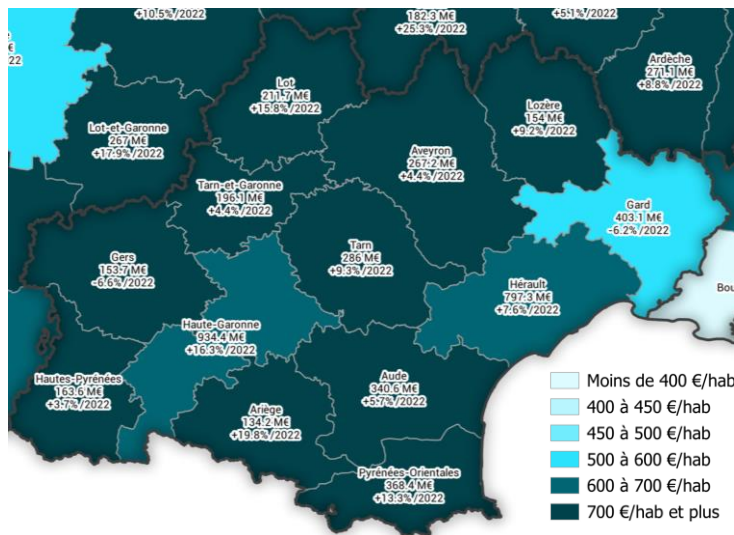 +10.5% /2022
182.3 M€
+25.3% /2022
+5.1% /2022
Ardèche
271.1 M€
+8.8% /2022
Lot
211.7 M€
+15.8% /2022
Lozère
154 M€
+9.2% /2022
Lot-et-Garonne
267 M€
+17.9% /2022
Aveyron
267.2 M€
+4.4% /2022
Tarn-et-Garonne
196.1 M€
+4.4% /2022
Gard
403.1 M€
-6.2% /2022
Tarn
286 M€
+9.3% /2022
Gers
153.7 M€
-6.6% /2022
Hérault
797.3 M€
+7.6% /2022
Bou
Haute-Garonne
934.4 M€
+16.3% /2022
Hautes-Pyrénées
163.6 M€
+3.7% /2022
Aude
340.6 M€
+5.7% /2022
Ariège
134.2 M€
+19.8% /2022
Pyrénées-Orientales
368.4 M€
+13.3% /2022
Moins de 400 €/hab
400 à 450 €/hab
450 à 500 €/hab
500 à 600 €/hab
600 à 700 €/hab
700 €/hab et plus